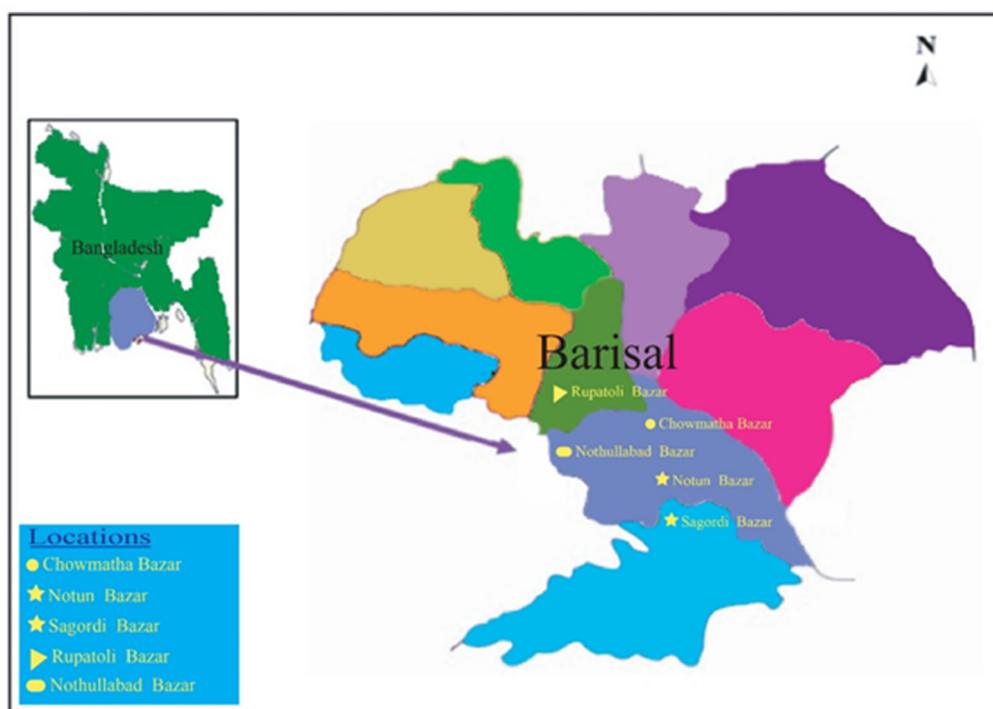 N
Bangladesh
Barisal
Rupatoli Bazar
Chowmatha Bazar
Nothullabad Bazar
Notun Bazar
Sagordi Bazar
Locations
Chowmatha Bazar
Notun Bazar
Sagordi Bazar
Rupatoli Bazar
Nothullabad Bazar